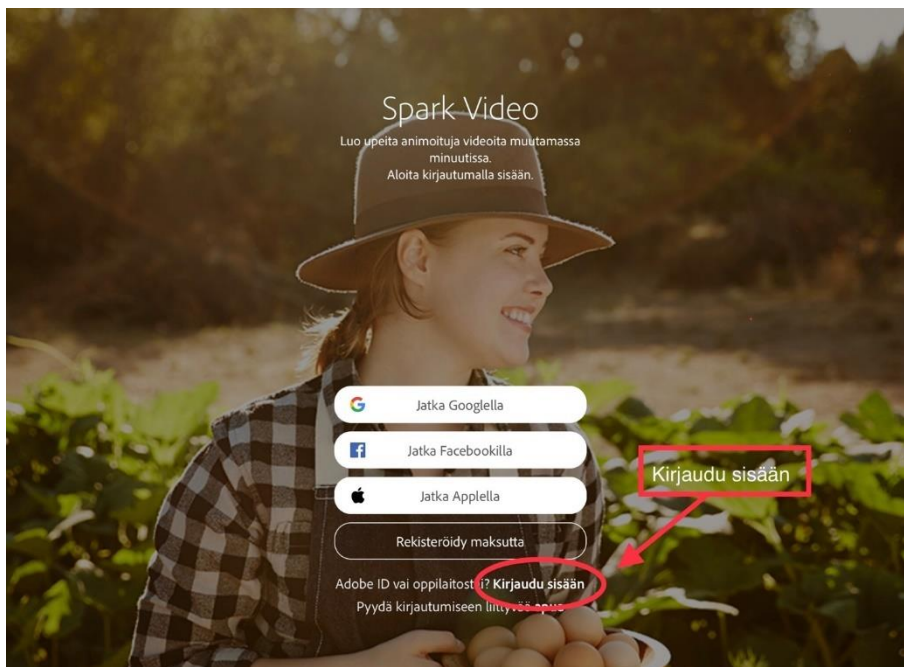 Spark Video
Luo upeita animoituja videoita muutamassa
minuutissa.
Aloita kirjautumalla sisään.
Jatka Googlella
Jatka Facebookilla
Jatka Applella
Kirjaudu sisään
Rekisteröidy maksutta
Adobe ID vai oppilaitostili? Kirjaudu sisään
Pyydä kirjautumiseen liittyvää apua